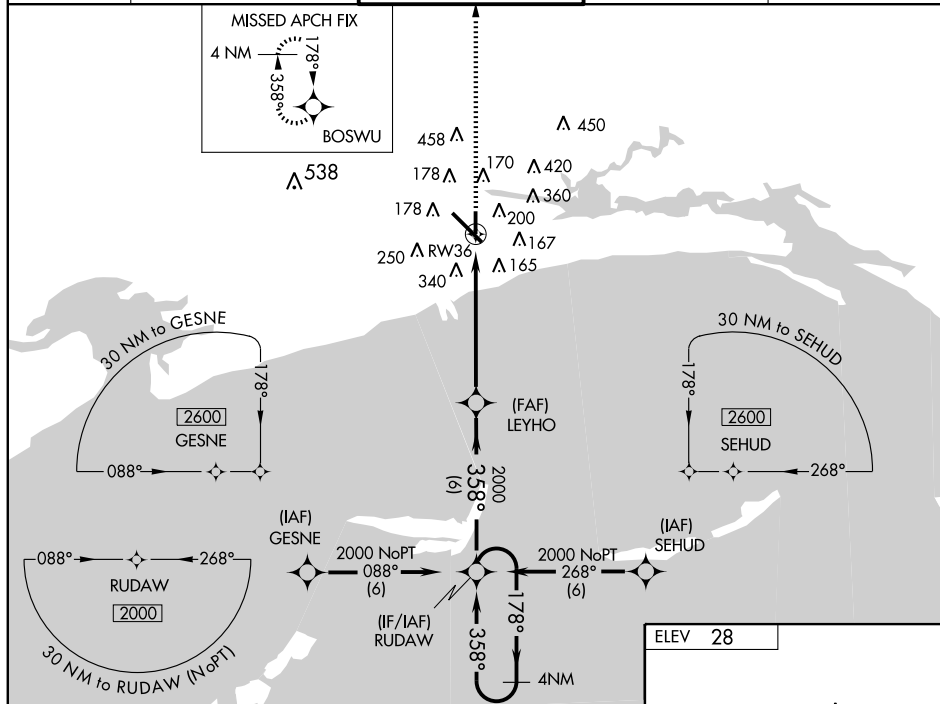 MISSED APCH FIX
4 NM
178°
358°
BOSWU
538
458
450
178
170
420
360
178
200
250
RW36
167
340
165
30 NM to GESNE
178°
2600
GESNE
088°
30 NM to SEHUD
178°
2600
SEHUD
268°
(FAF)
LEYHO
2000
358°
(6)
(IAF)
GESNE
2000 NoPT
088°
(6)
(IAF)
SEHUD
2000 NoPT
268°
(6)
088°
268°
RUDAW
2000
30 NM to RUDAW (NoPT)
(IF/IAF)
RUDAW
178°
358°
4NM
ELEV 28